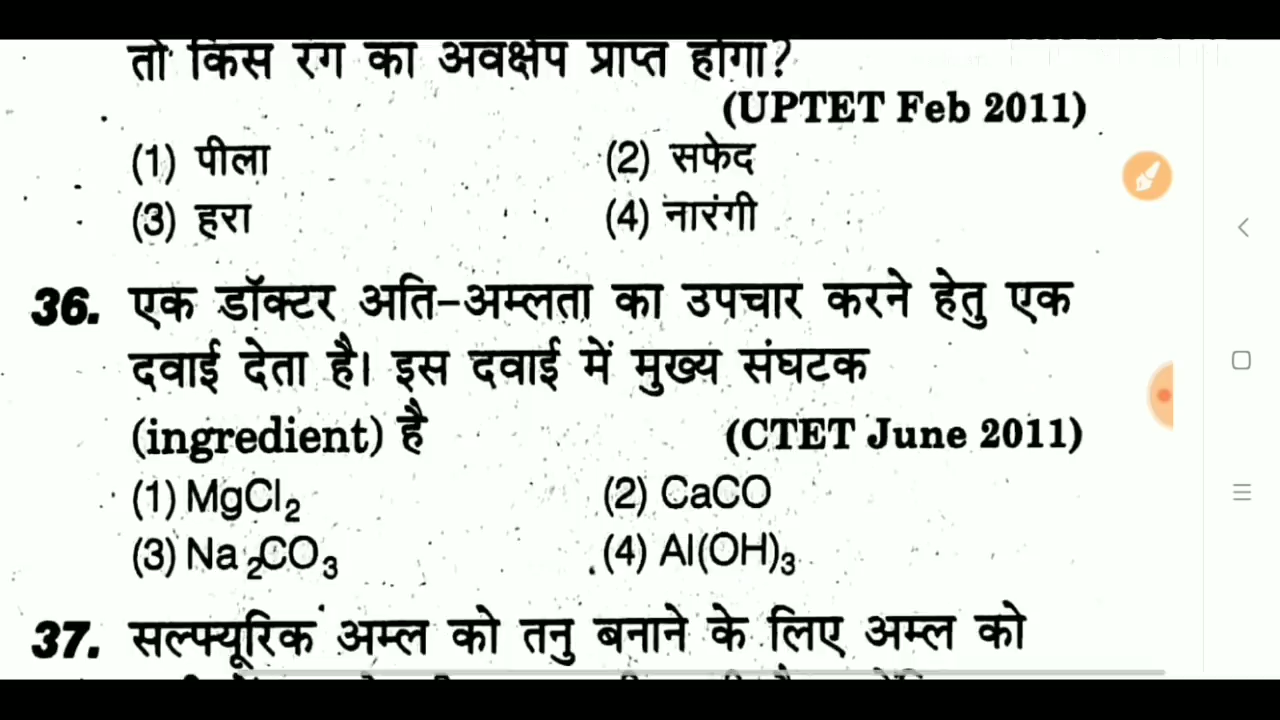 तो किस रंग का अवक्षेप प्राप्त होगा?
(UPTET Feb 2011)
(1) पीला (2) सफेद
(3) हरा (4) नारंगी
36. एक डॉक्टर अति-अम्लता का उपचार करने हेतु एक
दवाई देता है। इस दवाई में मुख्य संघटक
(ingredient) है (CTET June 2011)
(1) MgCl₂ (2) CaCO
(3) Na₂CO₃ (4) Al(OH)₃
37. सल्फ्यूरिक अम्ल को तनु बनाने के लिए अम्ल को